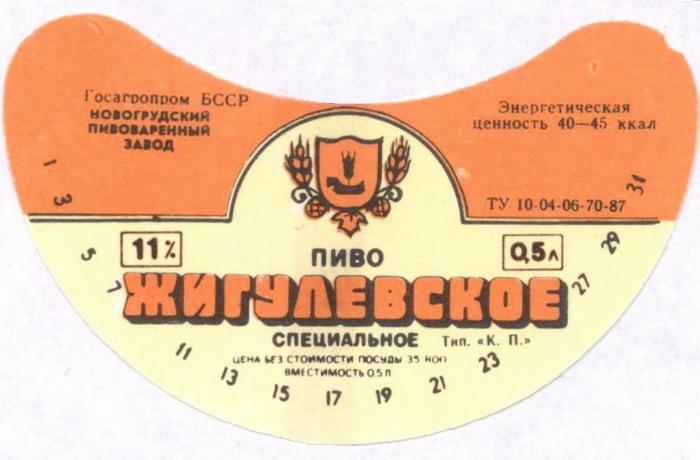 Госагропром БССР
НОВОГРУДСКИЙ
ПИВОВАРЕННЫЙ
ЗАВОД
Энергетическая
ценность 40—45 ккал
ТУ 10-04-06-70-87
11%
0,5л
ПИВО
ЖИГУЛЕВСКОЕ
СПЕЦИАЛЬНОЕ Тип. «К. П.»
ЦЕНА БЕЗ СТОИМОСТИ ПОСУДЫ 35 КОП
ВМЕСТИМОСТЬ 0.5 Л
1 3 5 7 11 13 15 17 19 21 23 27 29 31